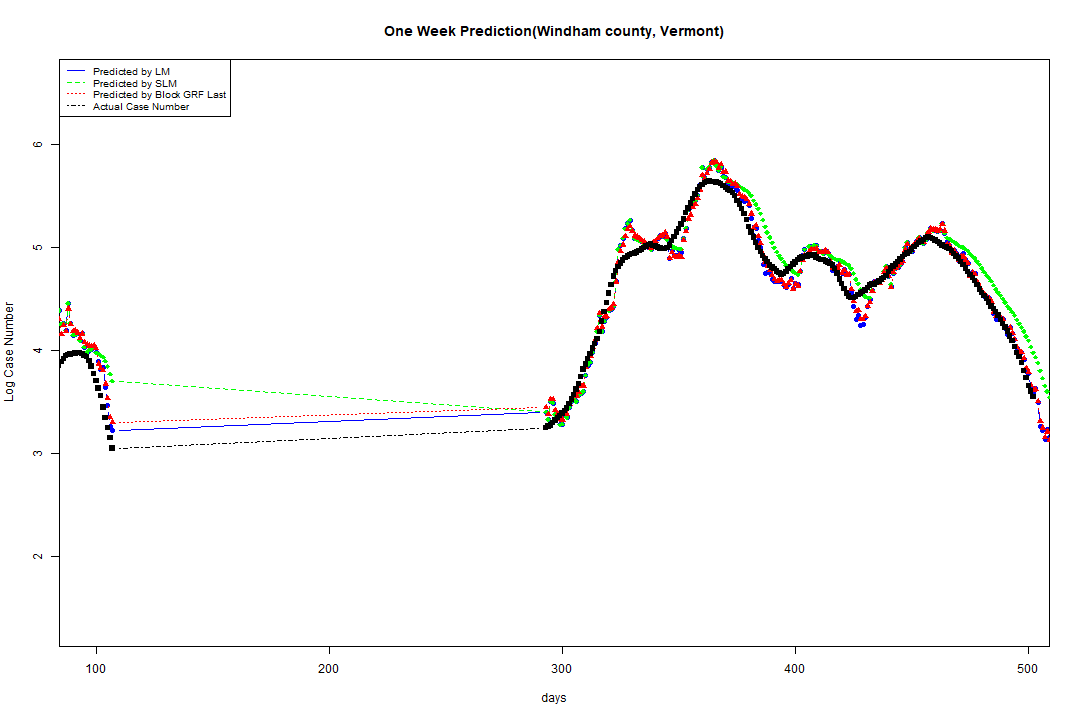 One Week Prediction(Windham county, Vermont)
Predicted by LM
Predicted by SLM
Predicted by Block GRF Last
Actual Case Number
6
5
4
3
2
Log Case Number
100 200 300 400 500
days